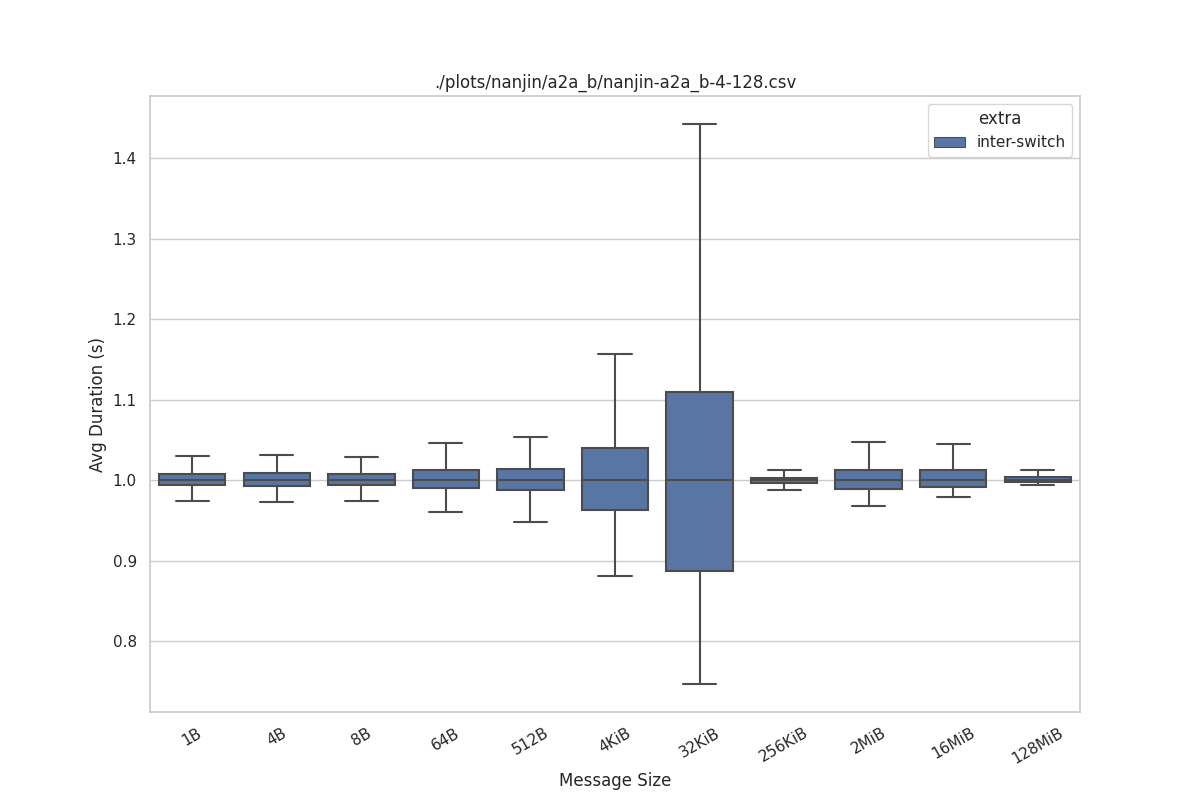 ./plots/nanjin/a2a_b/nanjin-a2a_b-4-128.csv
extra
inter-switch
1.4
1.3
1.2
1.1
1.0
0.9
0.8
Avg Duration (s)
1B 4B 8B 64B 512B 4KiB 32KiB 256KiB 2MiB 16MiB 128MiB
Message Size